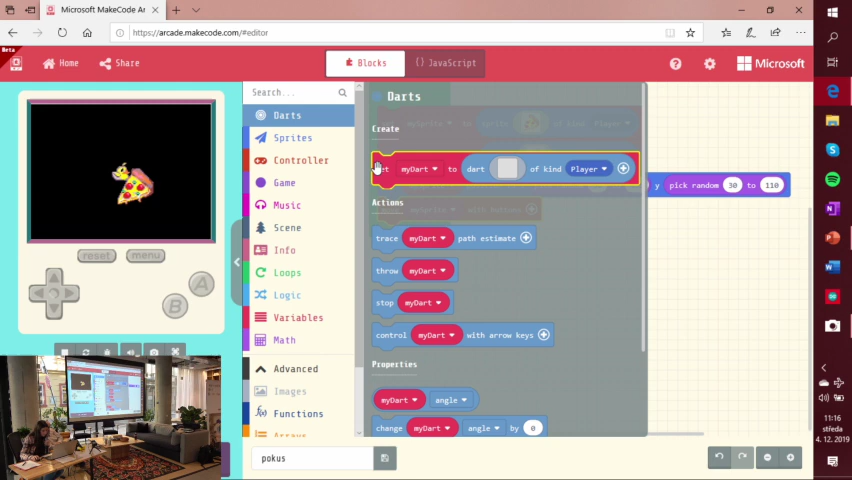 Microsoft MakeCode Ar
https://arcade.makecode.com/#editor
Beta
Home
Share
Blocks
{} JavaScript
Microsoft
Search...
Darts
Sprites
Controller
Game
Music
Scene
Info
Loops
Logic
Variables
Math
Advanced
Images
Functions
Arrays
reset
menu
A
B
Darts
Create
set myDart to dart of kind Player
Actions
trace myDart path estimate
throw myDart
stop myDart
control myDart with arrow keys
Properties
myDart angle
change myDart angle by 0
y pick random 30 to 110
pokus
11:16
středa
4. 12. 2019